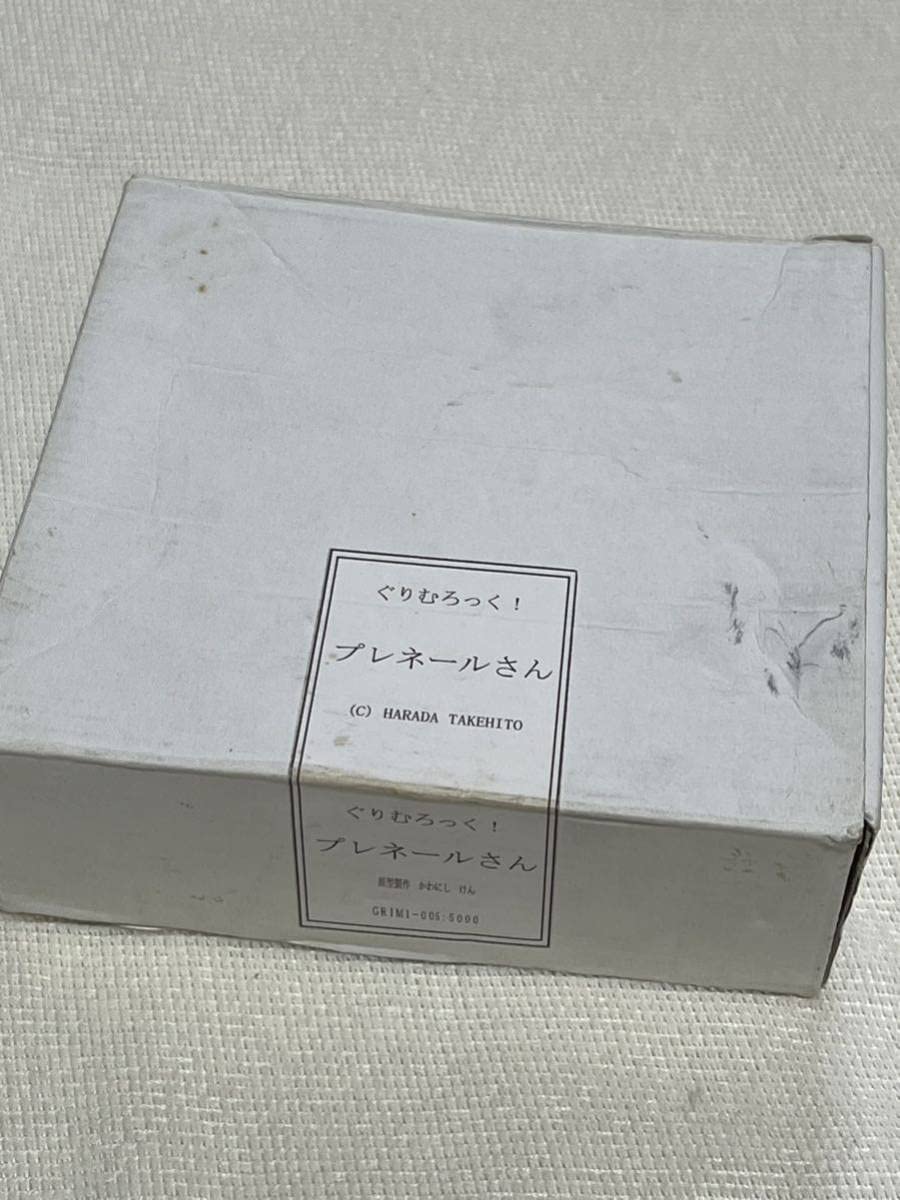 ぐりむろっく！
プレネールさん
(C) HARADA TAKEHITO
ぐりむろっく！
プレネールさん
原型製作 かわにし けん
GRIMI-005:5000